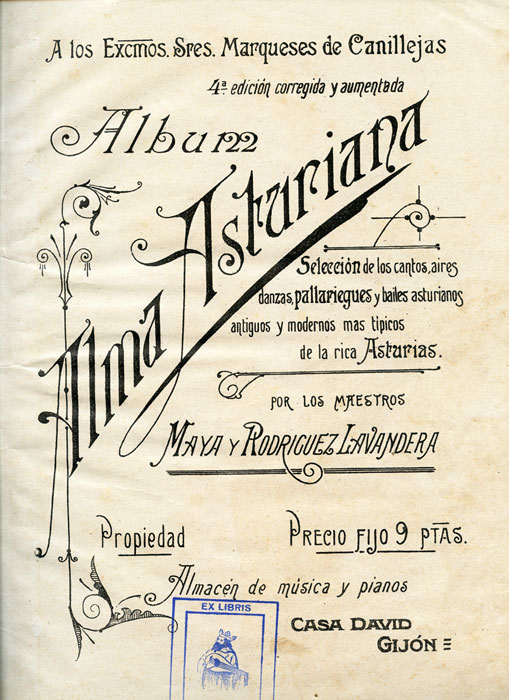 A los Excmos. Sres. Marqueses de Canillejas
4ª edición corregida y aumentada
Album
Alma Asturiana
Selección de los cantos, aires
danzas, pallariegues y bailes asturianos
antiguos y modernos mas tipicos
de la rica Asturias.
POR LOS MAESTROS
MAYA Y RODRIGUEZ LAVANDERA
Propiedad
PRECIO FIJO 9 PTAS.
Almacén de música y pianos
EX LIBRIS
CASA DAVID
GIJÓN